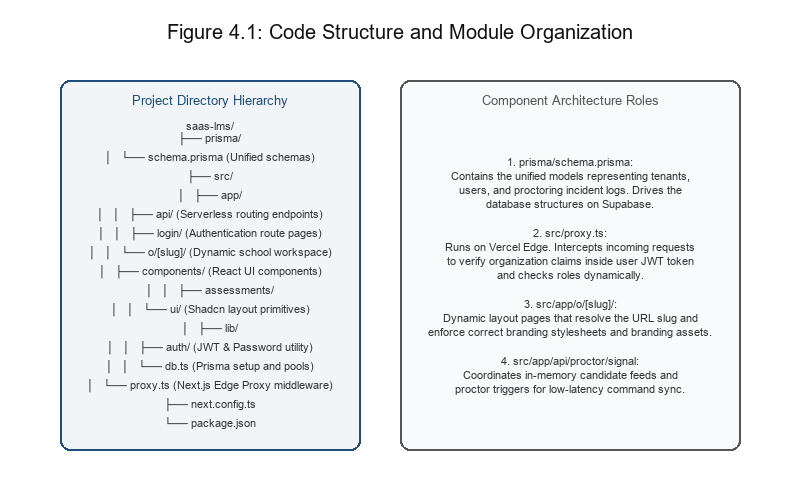 Figure 4.1: Code Structure and Module Organization
Project Directory Hierarchy
saas-lms/
├── prisma/
│   └── schema.prisma (Unified schemas)
├── src/
│   ├── app/
│   │   ├── api/ (Serverless routing endpoints)
│   │   ├── login/ (Authentication route pages)
│   │   └── o/[slug]/ (Dynamic school workspace)
│   ├── components/ (React UI components)
│   │   ├── assessments/
│   │   └── ui/ (Shadcn layout primitives)
│   ├── lib/
│   │   ├── auth/ (JWT & Password utility)
│   │   └── db.ts (Prisma setup and pools)
│   └── proxy.ts (Next.js Edge Proxy middleware)
├── next.config.ts
└── package.json
Component Architecture Roles
1. prisma/schema.prisma:
Contains the unified models representing tenants,
users, and proctoring incident logs. Drives the
database structures on Supabase.
2. src/proxy.ts:
Runs on Vercel Edge. Intercepts incoming requests
to verify organization claims inside user JWT token
and checks roles dynamically.
3. src/app/o/[slug]/:
Dynamic layout pages that resolve the URL slug and
enforce correct branding stylesheets and branding assets.
4. src/app/api/proctor/signal:
Coordinates in-memory candidate feeds and
proctor triggers for low-latency command sync.